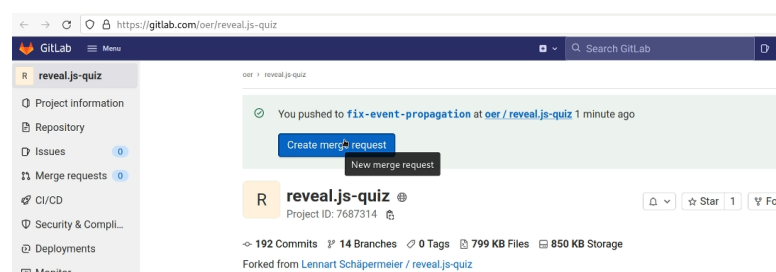 https://gitlab.com/oer/reveal.js-quiz
GitLab Menu Search GitLab
R reveal.js-quiz
oer > reveal.js-quiz
Project information
You pushed to fix-event-propagation at oer / reveal.js-quiz 1 minute ago
Repository
Issues 0
Create merge request
New merge request
Merge requests 0
CI/CD
R reveal.js-quiz
Star 1 Fo
Project ID: 7687314
Security & Compli...
Deployments
192 Commits 14 Branches 0 Tags 799 KB Files 850 KB Storage
Forked from Lennart Schäpermeier / reveal.js-quiz
Monitor